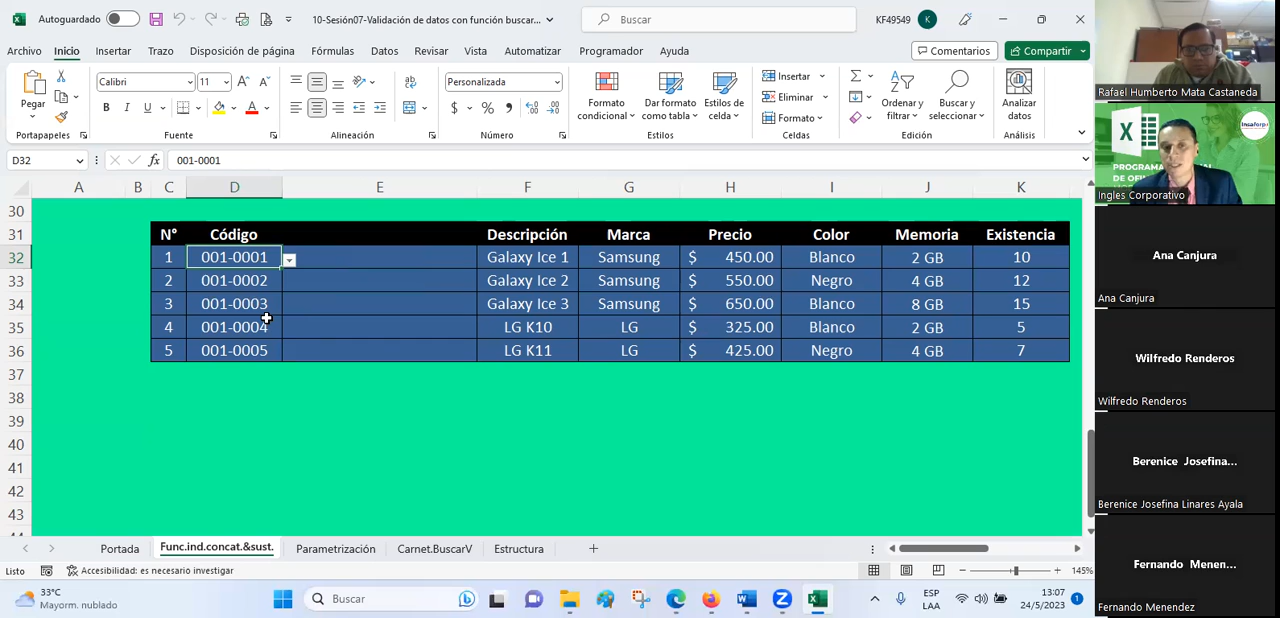 Autoguardado
10-Sesión07-Validación de datos con función buscar...
Buscar
KF49549
K
Archivo Inicio Insertar Trazo Disposición de página Fórmulas Datos Revisar Vista Automatizar Programador Ayuda
Comentarios
Compartir
Pegar
Portapapeles
Calibri
11
N K S
Fuente
Alineación
Personalizada
$ % 000
Número
Formato condicional
Dar formato como tabla
Estilos de celda
Estilos
Insertar
Eliminar
Formato
Celdas
Ordenar y filtrar
Buscar y seleccionar
Edición
Analizar datos
Análisis
D32
fx
001-0001
A B C D E F G H I J K
30
31 N° Código Descripción Marca Precio Color Memoria Existencia
32 1 001-0001 Galaxy Ice 1 Samsung $ 450.00 Blanco 2 GB 10
33 2 001-0002 Galaxy Ice 2 Samsung $ 550.00 Negro 4 GB 12
34 3 001-0003 Galaxy Ice 3 Samsung $ 650.00 Blanco 8 GB 15
35 4 001-0004 LG K10 LG $ 325.00 Blanco 2 GB 5
36 5 001-0005 LG K11 LG $ 425.00 Negro 4 GB 7
37
38
39
40
41
42
43
Portada Func.ind.concat.&sust. Parametrización Carnet.BuscarV Estructura
Listo
Accesibilidad: es necesario investigar
145%
33°C
Mayorm. nublado
Buscar
ESP
LAA
13:07
24/5/2023
1
Rafael Humberto Mata Castaneda
Insaforp
Ingles Corporativo
Ana Canjura
Ana Canjura
Wilfredo Renderos
Wilfredo Renderos
Berenice Josefina...
Berenice Josefina Linares Ayala
Fernando Menen...
Fernando Menendez